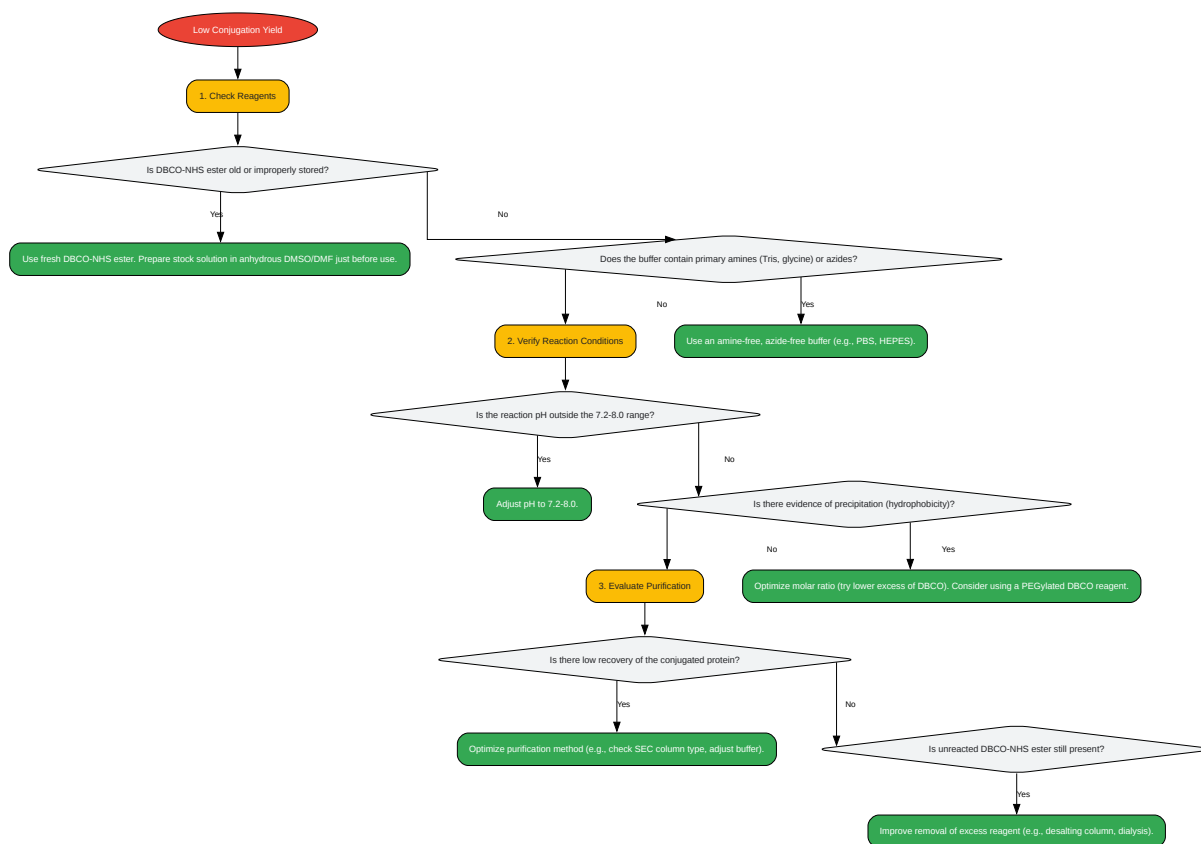 Low Conjugation Yield
1. Check Reagents
Is DBCO-NHS ester old or improperly stored?
Yes
No
Use fresh DBCO-NHS ester. Prepare stock solution in anhydrous DMSO/DMF just before use.
Does the buffer contain primary amines (Tris, glycine) or azides?
No
Yes
2. Verify Reaction Conditions
Use an amine-free, azide-free buffer (e.g., PBS, HEPES).
Is the reaction pH outside the 7.2-8.0 range?
Yes
No
Adjust pH to 7.2-8.0.
Is there evidence of precipitation (hydrophobicity)?
No
Yes
3. Evaluate Purification
Optimize molar ratio (try lower excess of DBCO). Consider using a PEGylated DBCO reagent.
Is there low recovery of the conjugated protein?
Yes
No
Optimize purification method (e.g., check SEC column type, adjust buffer).
Is unreacted DBCO-NHS ester still present?
Yes
Improve removal of excess reagent (e.g., desalting column, dialysis).